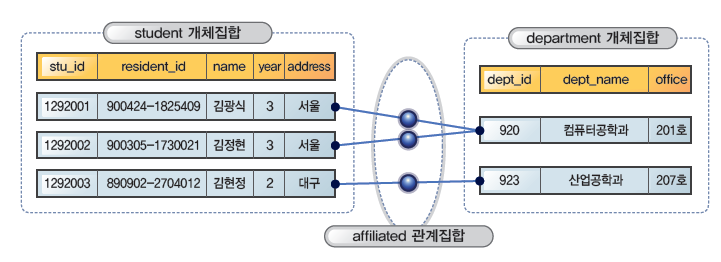 student 개체집합
stu_id resident_id name year address
1292001 900424-1825409 김광식 3 서울
1292002 900305-1730021 김정현 3 서울
1292003 890902-2704012 김현정 2 대구
department 개체집합
dept_id dept_name office
920 컴퓨터공학과 201호
923 산업공학과 207호
affiliated 관계집합